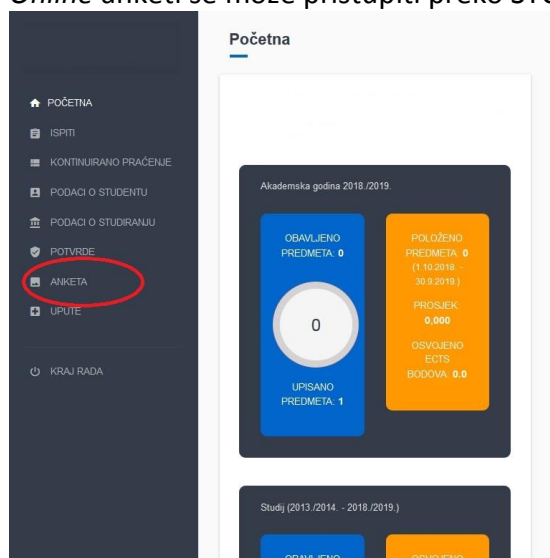 Online anketi se može pristupiti preko
Početna
POČETNA
ISPITI
KONTINUIRANO PRAĆENJE
PODACI O STUDENTU
PODACI O STUDIRANJU
POTVRDE
ANKETA
UPUTE
KRAJ RADA
Akademska godina 2018./2019.
OBAVLJENO
PREDMETA: 0
0
UPISANO
PREDMETA: 1
POLOŽENO
PREDMETA: 0
(1.10.2018. -
30.9.2019.)
PROSJEK:
0,000
OSVOJENO
ECTS
BODOVA: 0.0
Studij (2013./2014. - 2018./2019.)
OBAVLJENO
OSVOJENO